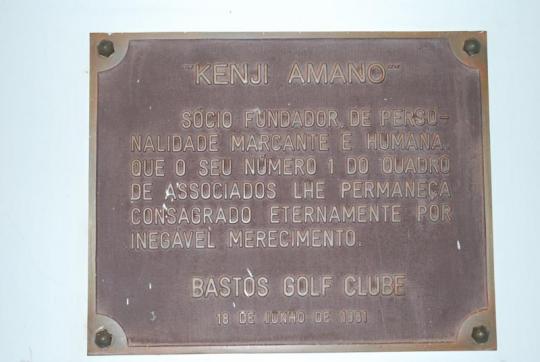 "KENJI AMANO"
SÓCIO FUNDADOR, DE PERSO-
NALIDADE MARCANTE E HUMANA,
QUE O SEU NÚMERO 1 DO QUADRO
DE ASSOCIADOS LHE PERMANEÇA
CONSAGRADO ETERNAMENTE POR
INEGÁVEL MERECIMENTO.
BASTOS GOLF CLUBE
18 DE JUNHO DE